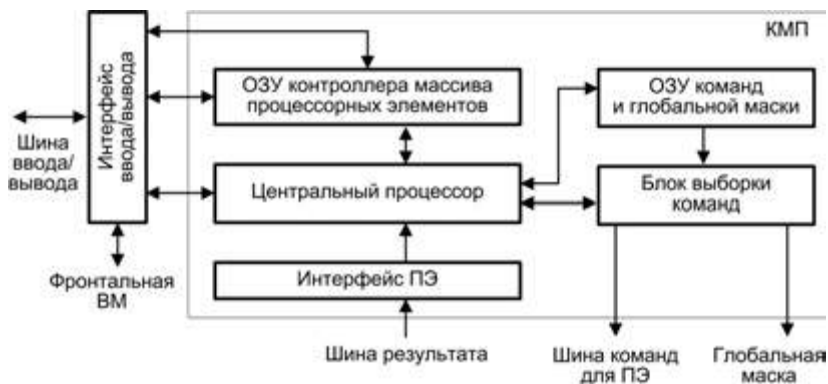 КМП
Интерфейс
ввода/вывода
ОЗУ контроллера массива
процессорных элементов
ОЗУ команд
и глобальной маски
Шина
ввода/
вывода
Центральный процессор
Блок выборки
команд
Фронтальная
ВМ
Интерфейс ПЭ
Шина результата
Шина команд
для ПЭ
Глобальная
маска